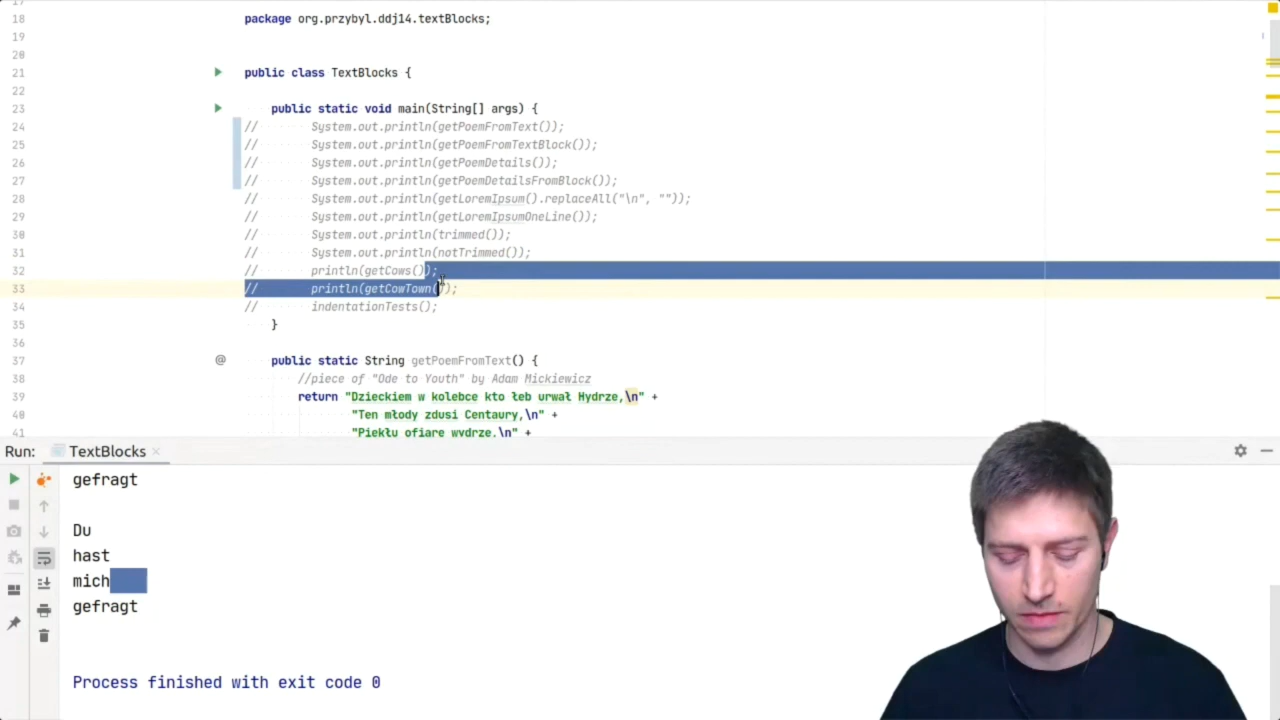 17
18 package org.przybyl.ddj14.textBlocks;
19
20
21 public class TextBlocks {
22
23 public static void main(String[] args) {
24 // System.out.println(getPoemFromText());
25 // System.out.println(getPoemFromTextBlock());
26 // System.out.println(getPoemDetails());
27 // System.out.println(getPoemDetailsFromBlock());
28 // System.out.println(getLoremIpsum().replaceAll("\n", ""));
29 // System.out.println(getLoremIpsumOneLine());
30 // System.out.println(trimmed());
31 // System.out.println(notTrimmed());
32 // println(getCows());
33 // println(getCowTown());
34 // indentationTests();
35 }
36
37 @ public static String getPoemFromText() {
38 //piece of "Ode to Youth" by Adam Mickiewicz
39 return "Dzieckiem w kolebce kto łeb urwał Hydrze,\n" +
40 "Ten młody zdusi Centaury,\n" +
41 "Piekłu ofiarę wydrze,\n" +
Run: TextBlocks
gefragt
Du
hast
mich
gefragt
Process finished with exit code 0